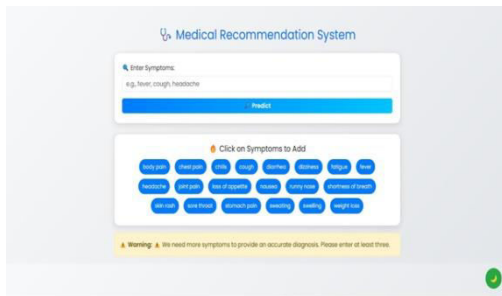 Medical Recommendation System
Enter Symptoms:
e.g., fever, cough, headache
Predict
Click on Symptoms to Add
body pain chest pain chills cough diarrhea dizziness fatigue fever
headache joint pain loss of appetite nausea runny nose shortness of breath
skin rash sore throat stomach pain sweating swelling weight loss
Warning: We need more symptoms to provide an accurate diagnosis. Please enter at least three.